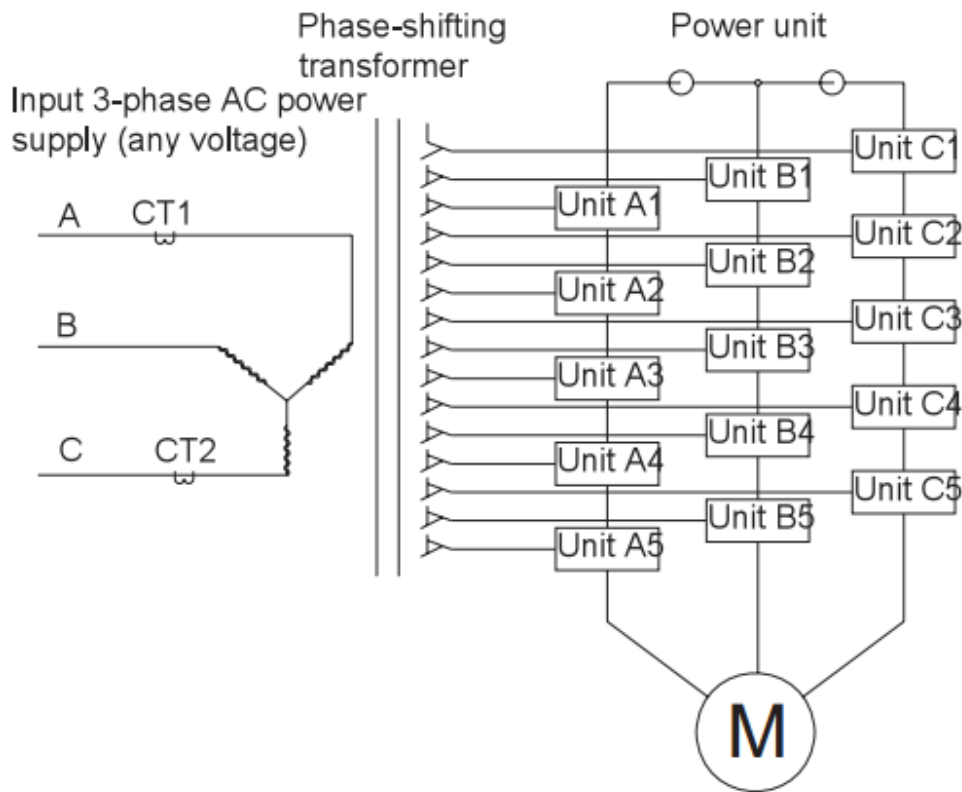 Phase-shifting
transformer
Power unit
Input 3-phase AC power
supply (any voltage)
A
CT1
B
C
CT2
Unit C1
Unit B1
Unit A1
Unit C2
Unit B2
Unit A2
Unit C3
Unit B3
Unit A3
Unit C4
Unit B4
Unit A4
Unit C5
Unit B5
Unit A5
M